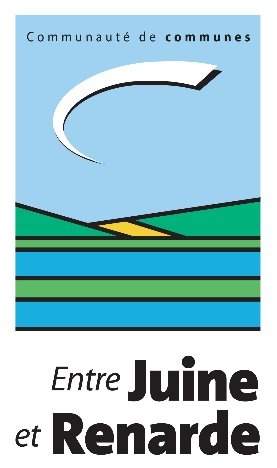 Communauté de communes
Entre Juine
et Renarde